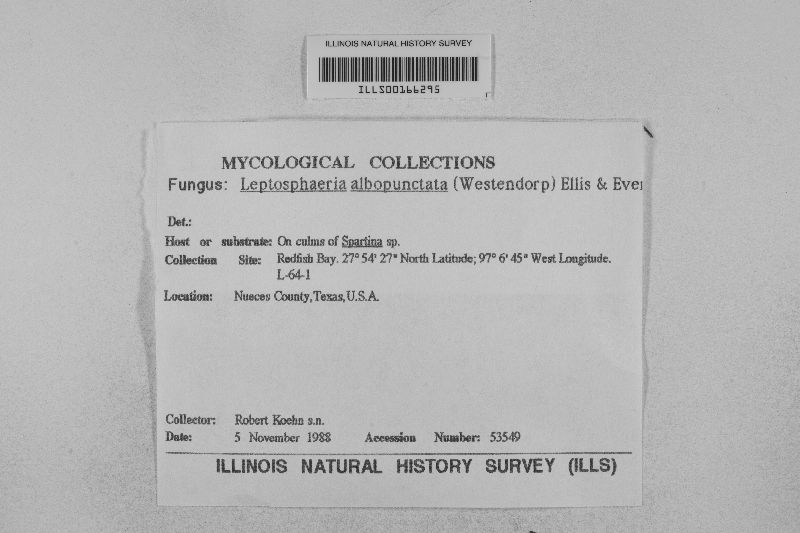 ILLINOIS NATURAL HISTORY SURVEY
ILLS00166295
MYCOLOGICAL COLLECTIONS
Fungus: Leptosphaeria albopunctata (Westendorp) Ellis & Ever
Det.:
Host or substrate: On culms of Spartina sp.
Collection Site: Redfish Bay. 27° 54' 27" North Latitude; 97° 6' 45" West Longitude.
L-64-1
Location: Nueces County, Texas, U.S.A.
Collector: Robert Koehn s.n.
Date: 5 November 1988 Accession Number: 53549
ILLINOIS NATURAL HISTORY SURVEY (ILLS)